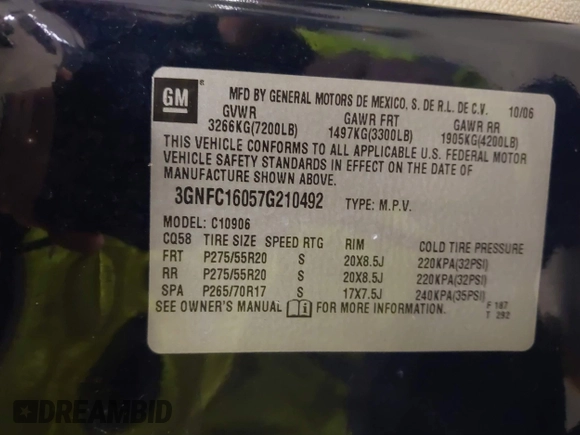 GM
MFD BY GENERAL MOTORS DE MEXICO, S. DE R.L. DE C.V. 10/06
GVWR GAWR FRT GAWR RR
3266KG(7200LB) 1497KG(3300LB) 1905KG(4200LB)
THIS VEHICLE CONFORMS TO ALL APPLICABLE U.S. FEDERAL MOTOR
VEHICLE SAFETY STANDARDS IN EFFECT ON THE DATE OF
MANUFACTURE SHOWN ABOVE.
3GNFC16057G210492 TYPE: M.P.V.
MODEL: C10906
CQ58 TIRE SIZE SPEED RTG RIM COLD TIRE PRESSURE
FRT P275/55R20 S 20X8.5J 220KPA(32PSI)
RR P275/55R20 S 20X8.5J 220KPA(32PSI)
SPA P265/70R17 S 17X7.5J 240KPA(35PSI)
SEE OWNER'S MANUAL FOR MORE INFORMATION. F 187
T 292
DREAMBID